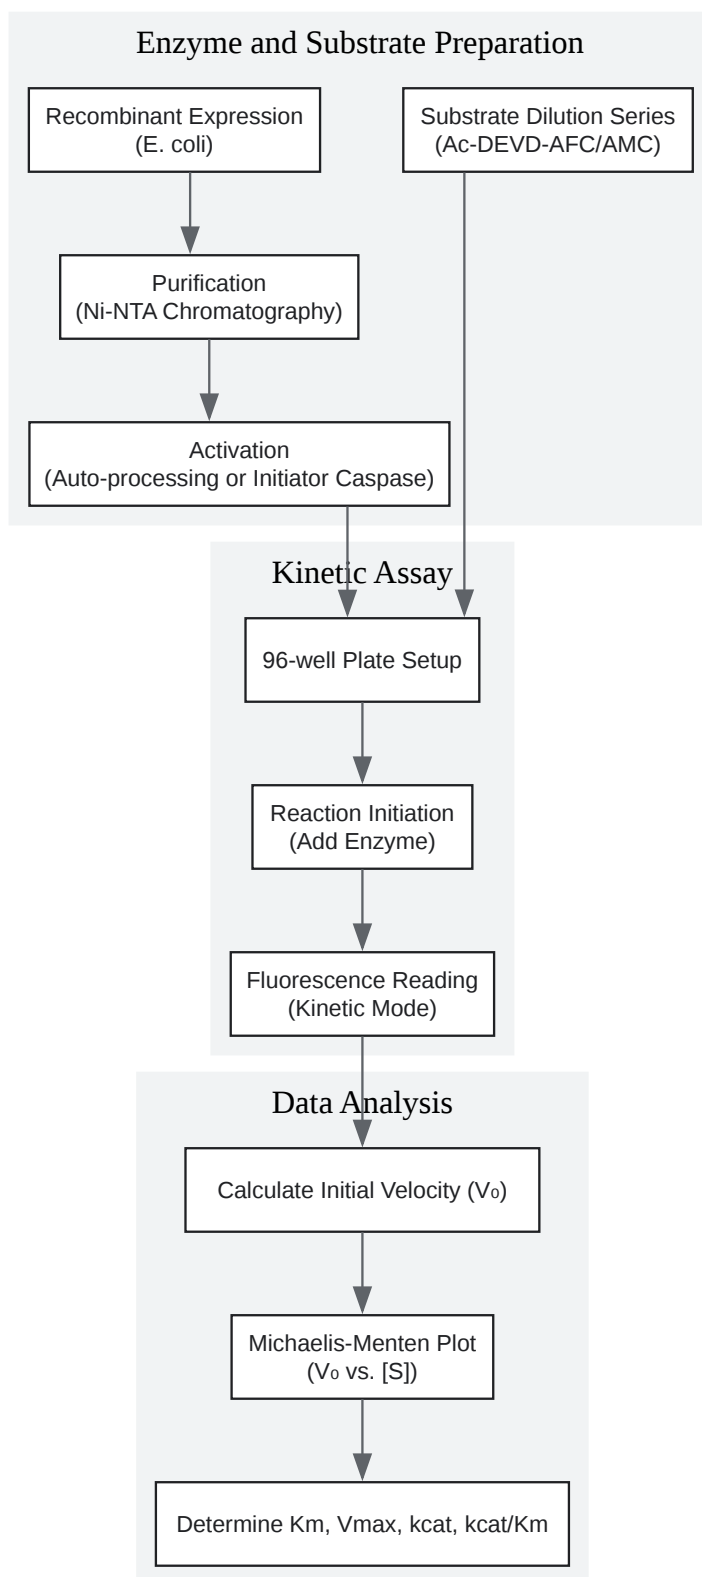 Enzyme and Substrate Preparation
Recombinant Expression
(E. coli)
Substrate Dilution Series
(Ac-DEVD-AFC/AMC)
Purification
(Ni-NTA Chromatography)
Activation
(Auto-processing or Initiator Caspase)
Kinetic Assay
96-well Plate Setup
Reaction Initiation
(Add Enzyme)
Fluorescence Reading
(Kinetic Mode)
Data Analysis
Calculate Initial Velocity (V₀)
Michaelis-Menten Plot
(V₀ vs. [S])
Determine Km, Vmax, kcat, kcat/Km